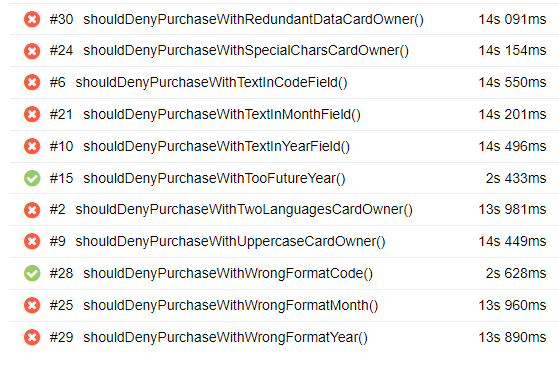 #30 shouldDenyPurchaseWithRedundantDataCardOwner() 14s 091ms
#24 shouldDenyPurchaseWithSpecialCharsCardOwner() 14s 154ms
#6 shouldDenyPurchaseWithTextInCodeField() 14s 550ms
#21 shouldDenyPurchaseWithTextInMonthField() 14s 201ms
#10 shouldDenyPurchaseWithTextInYearField() 14s 496ms
#15 shouldDenyPurchaseWithTooFutureYear() 2s 433ms
#2 shouldDenyPurchaseWithTwoLanguagesCardOwner() 13s 981ms
#9 shouldDenyPurchaseWithUppercaseCardOwner() 14s 449ms
#28 shouldDenyPurchaseWithWrongFormatCode() 2s 628ms
#25 shouldDenyPurchaseWithWrongFormatMonth() 13s 960ms
#29 shouldDenyPurchaseWithWrongFormatYear() 13s 890ms